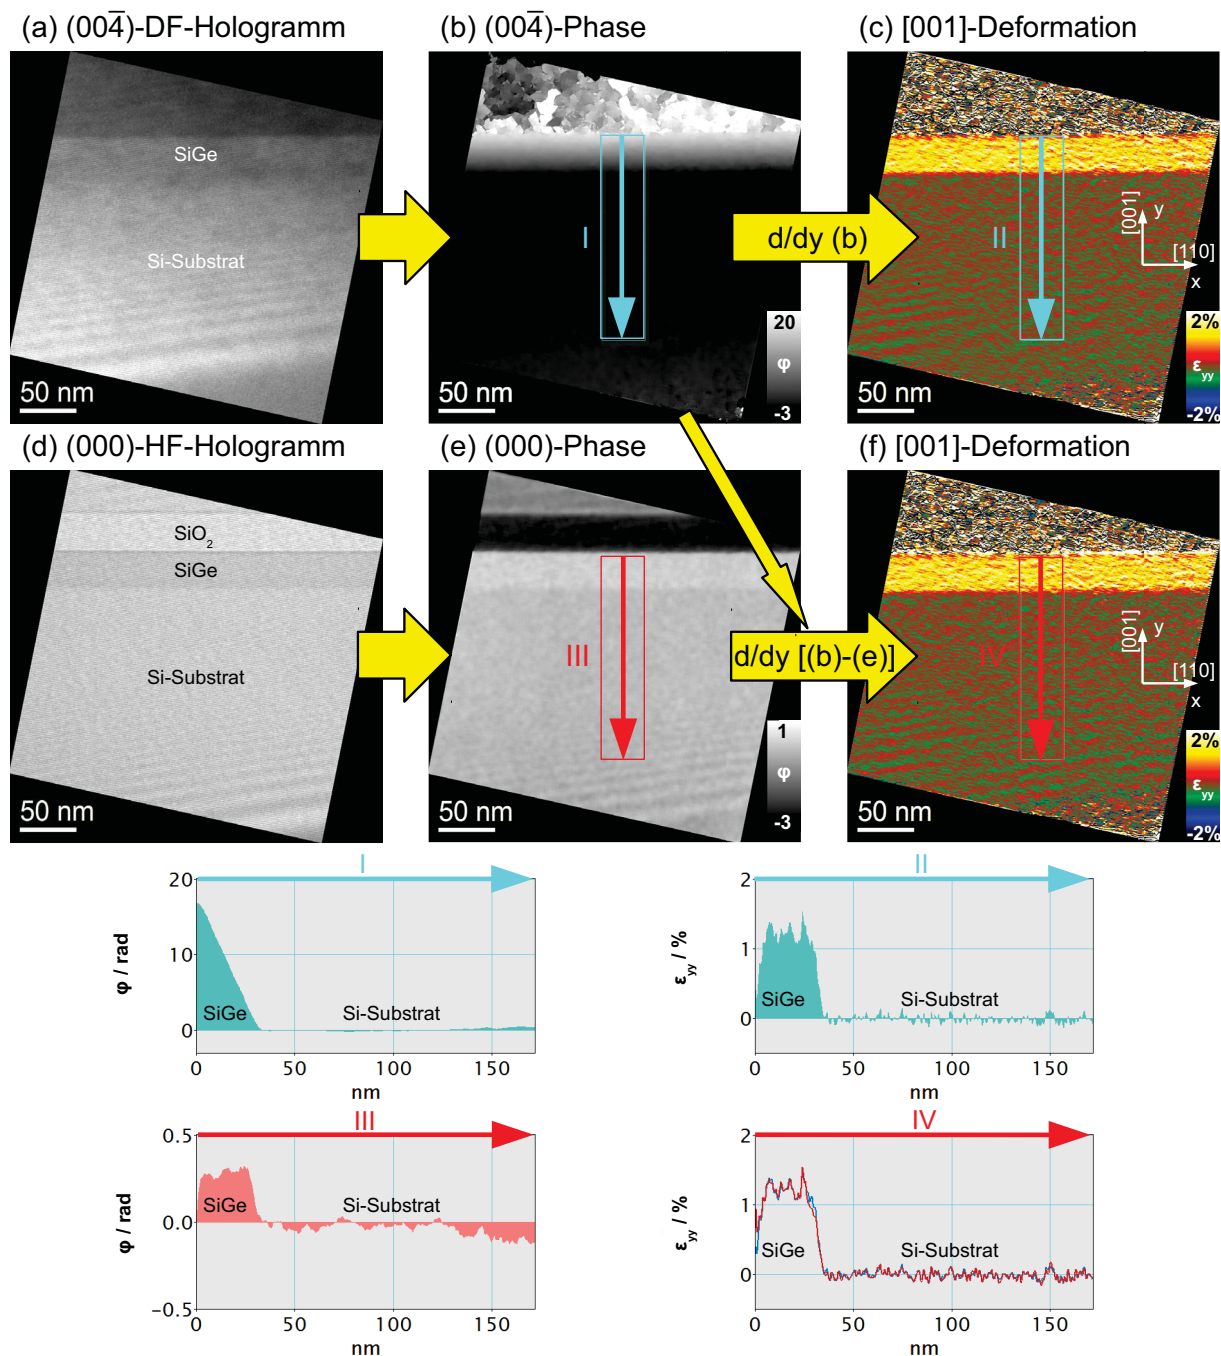 (a) (004̅)-DF-Hologramm
(b) (004̅)-Phase
(c) [001]-Deformation
SiGe
Si-Substrat
50 nm
I
50 nm
20
φ
-3
d/dy (b)
II
[001]
y
[110]
x
50 nm
2%
εyy
-2%
(d) (000)-HF-Hologramm
(e) (000)-Phase
(f) [001]-Deformation
SiO2
SiGe
Si-Substrat
50 nm
III
50 nm
1
φ
-3
d/dy [(b)-(e)]
IV
[001]
y
[110]
x
50 nm
2%
εyy
-2%
I
20
10
0
φ / rad
SiGe
Si-Substrat
0
50
100
150
nm
II
2
1
0
εyy / %
SiGe
Si-Substrat
0
50
100
150
nm
III
0.5
0.0
−0.5
φ / rad
SiGe
Si-Substrat
0
50
100
150
nm
IV
2
1
0
εyy / %
SiGe
Si-Substrat
0
50
100
150
nm